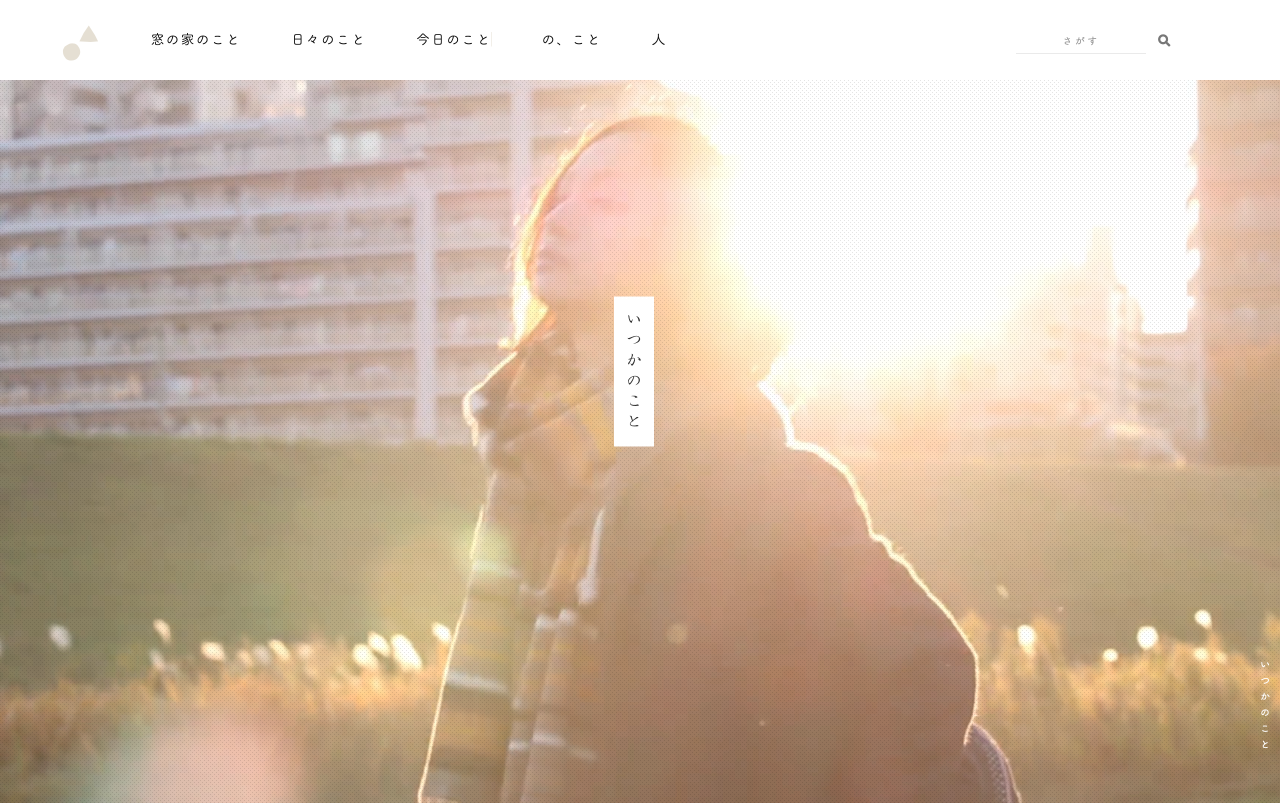 窓の家のこと
日々のこと
今日のこと
の、こと
人
さがす
いつかのこと
いつかのこと